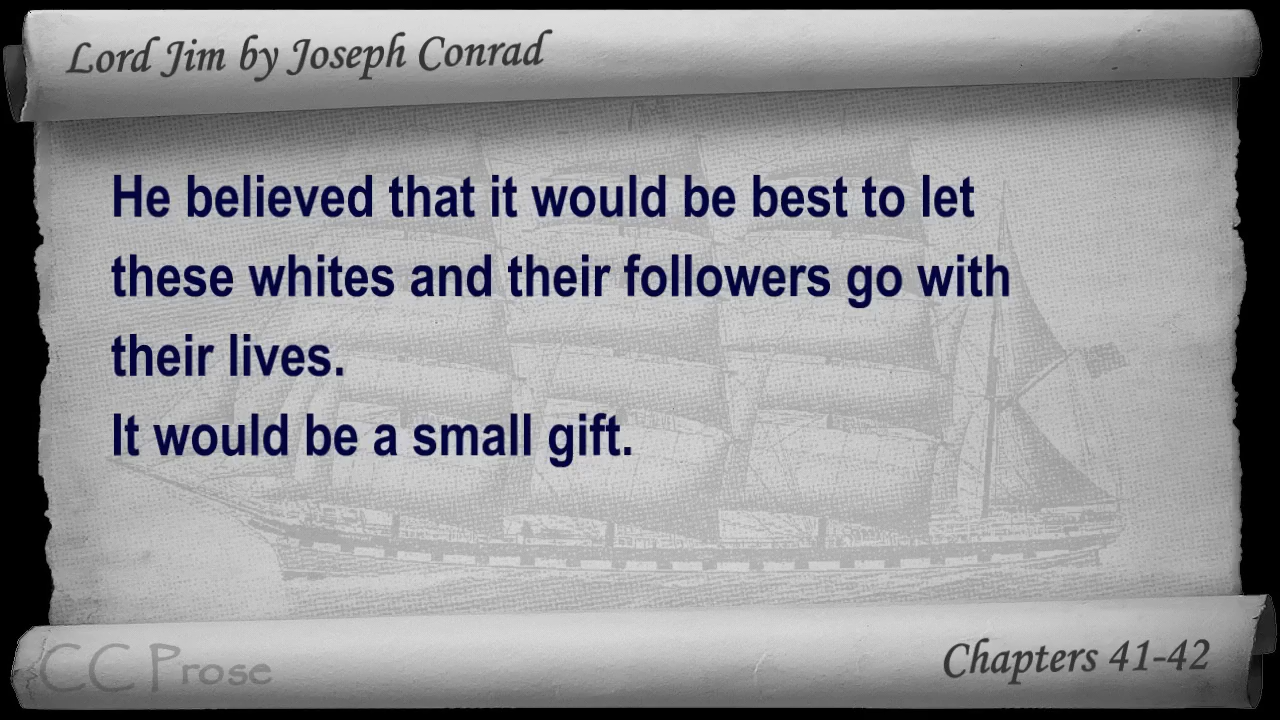 Lord Jim by Joseph Conrad
He believed that it would be best to let
these whites and their followers go with
their lives.
It would be a small gift.
CC Prose
Chapters 41-42